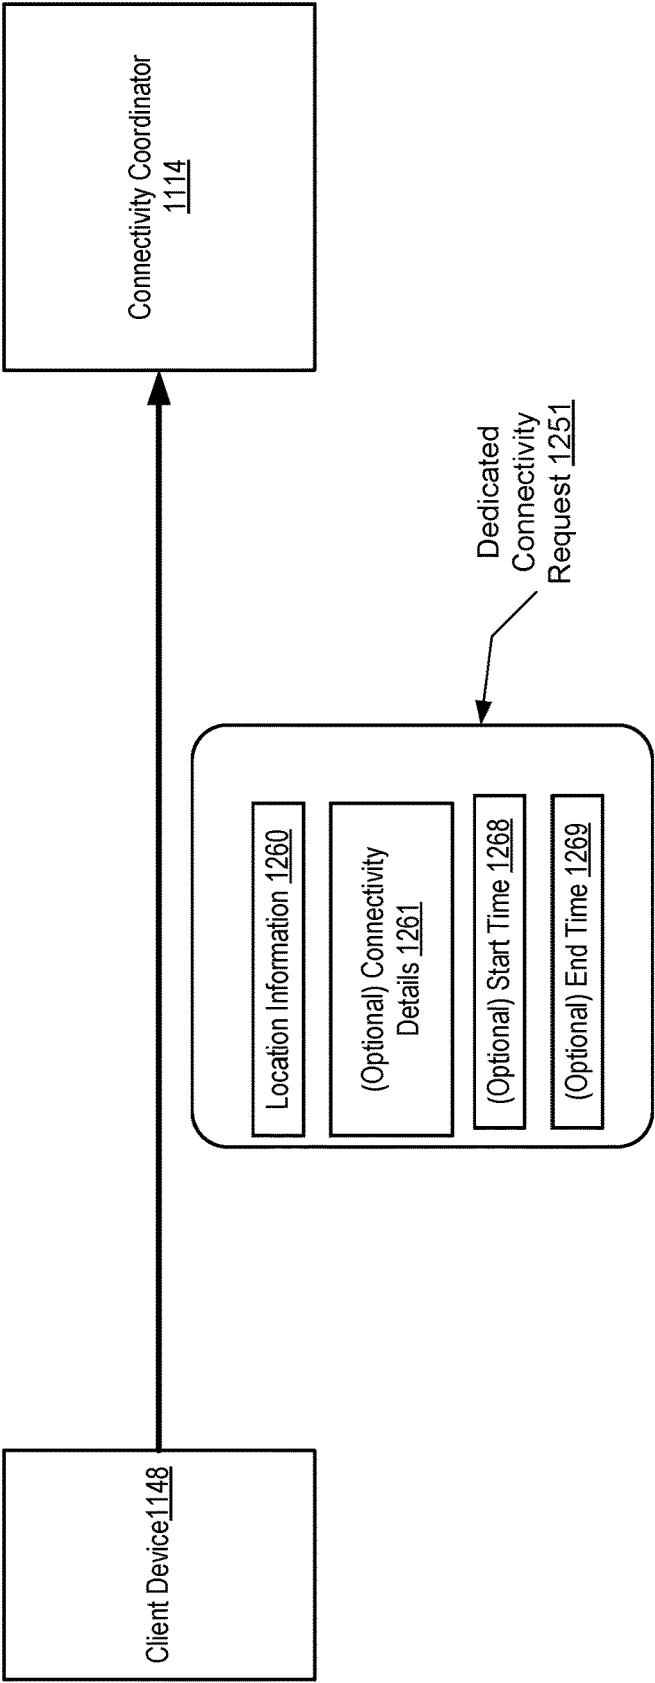 Client Device1148
Connectivity Coordinator
1114
Location Information 1260
(Optional) Connectivity
Details 1261
(Optional) Start Time 1268
(Optional) End Time 1269
Dedicated
Connectivity
Request 1251